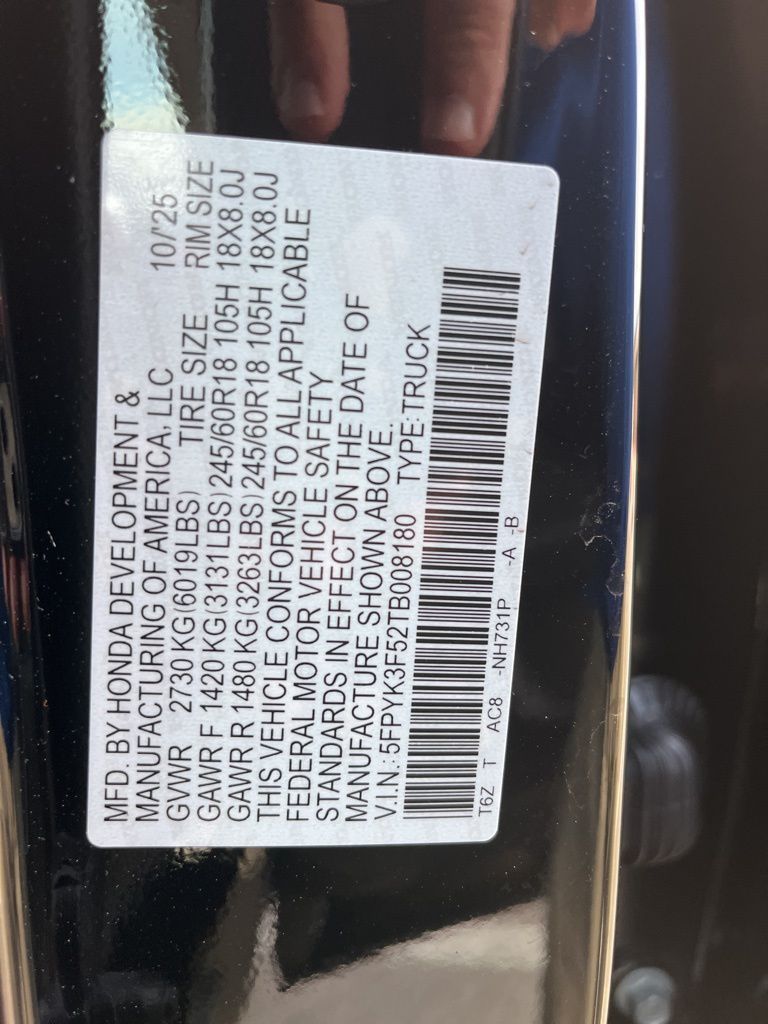 MFD. BY HONDA DEVELOPMENT &
MANUFACTURING OF AMERICA, LLC 10/'25
GVWR 2730 KG(6019LBS) TIRE SIZE RIM SIZE
GAWR F 1420 KG(3131LBS)245/60R18 105H 18X8.0J
GAWR R 1480 KG(3263LBS)245/60R18 105H 18X8.0J
THIS VEHICLE CONFORMS TO ALL APPLICABLE
FEDERAL MOTOR VEHICLE SAFETY
STANDARDS IN EFFECT ON THE DATE OF
MANUFACTURE SHOWN ABOVE.
V.I.N.: 5FPYK3F52TB008180 TYPE: TRUCK
T6Z T AC8 -NH731P -A -B